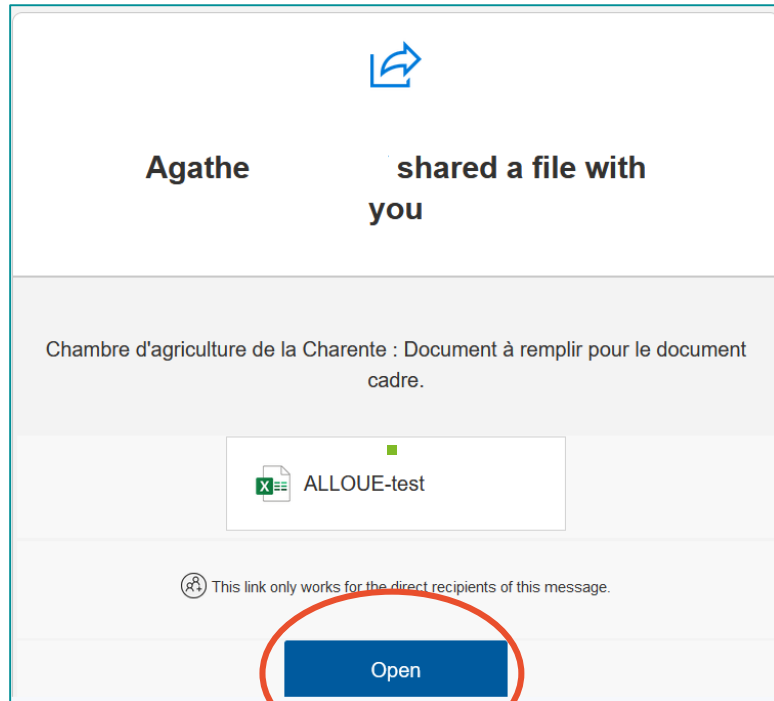 Agathe shared a file with
you
Chambre d'agriculture de la Charente : Document à remplir pour le document
cadre.
ALLOUE-test
This link only works for the direct recipients of this message.
Open